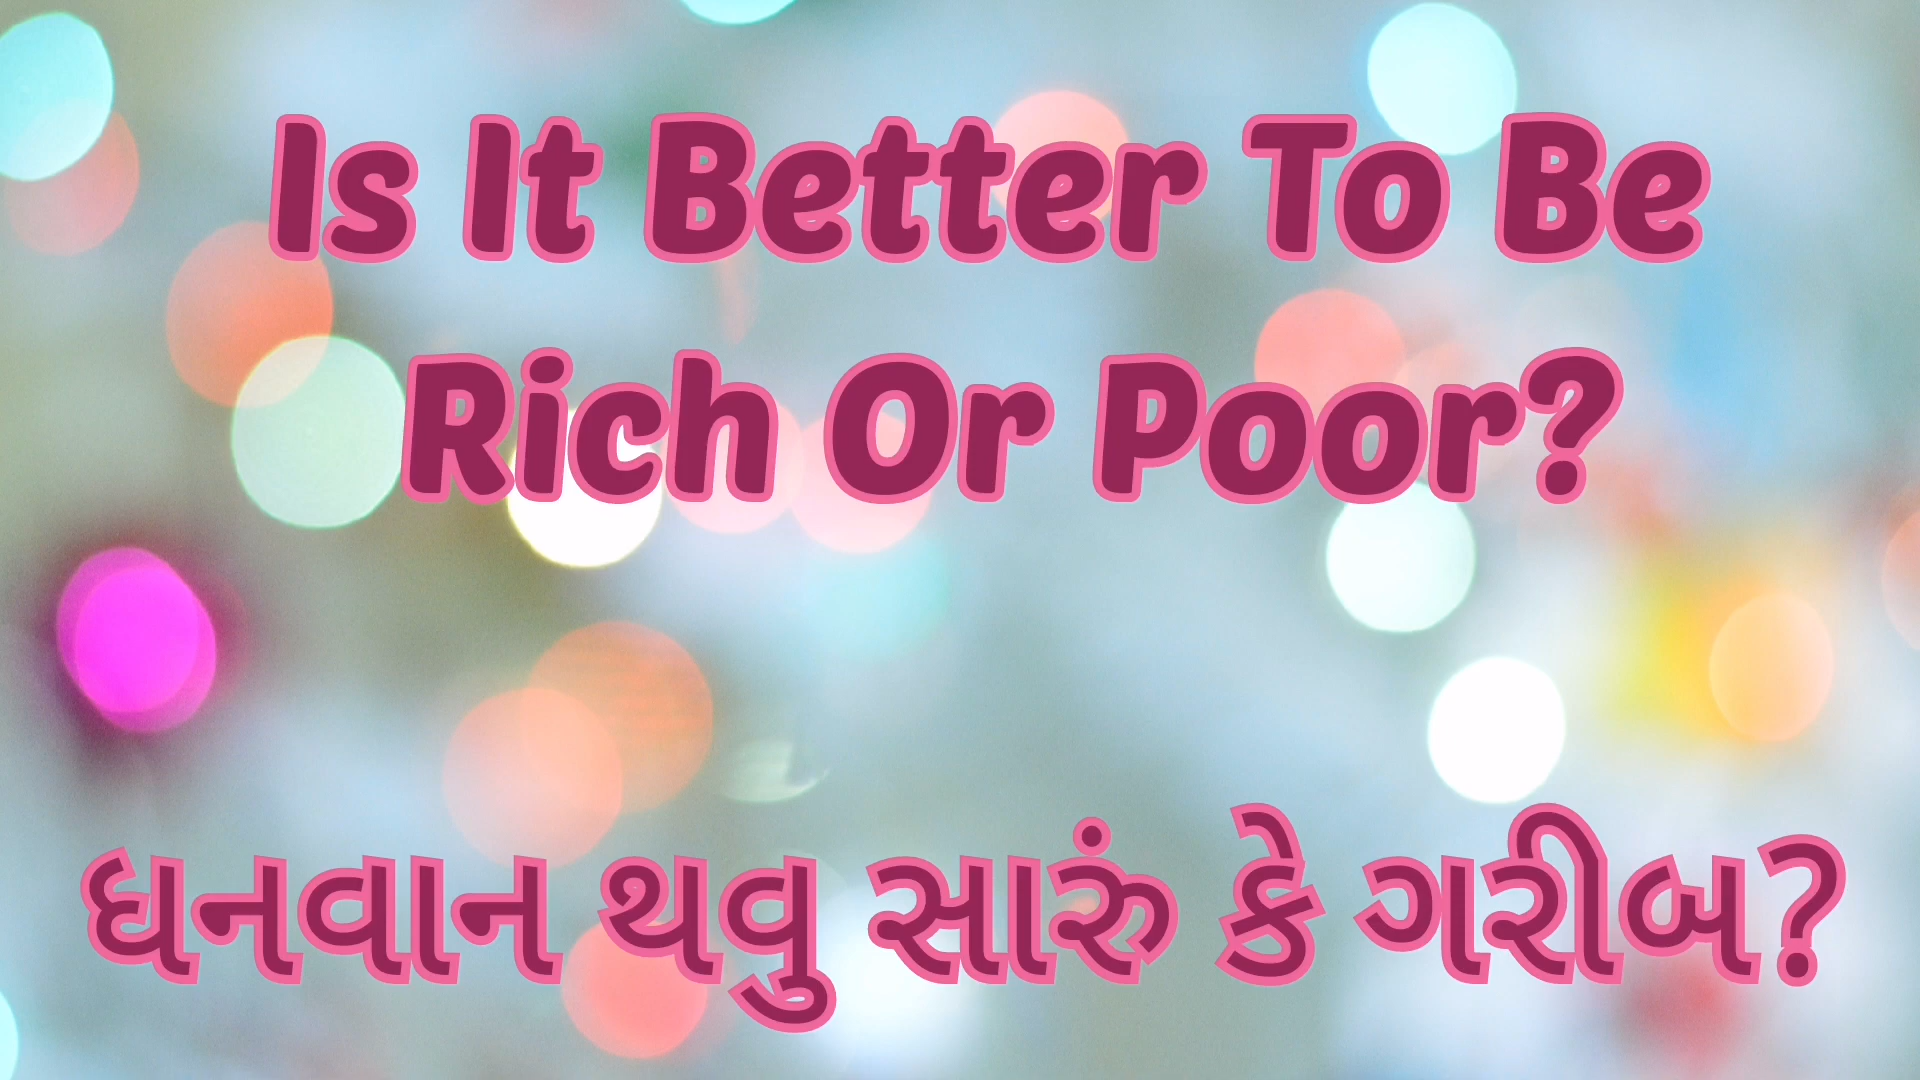 Is It Better To Be
Rich Or Poor?
ધનવાન થવુ સારું કે ગરીબ?